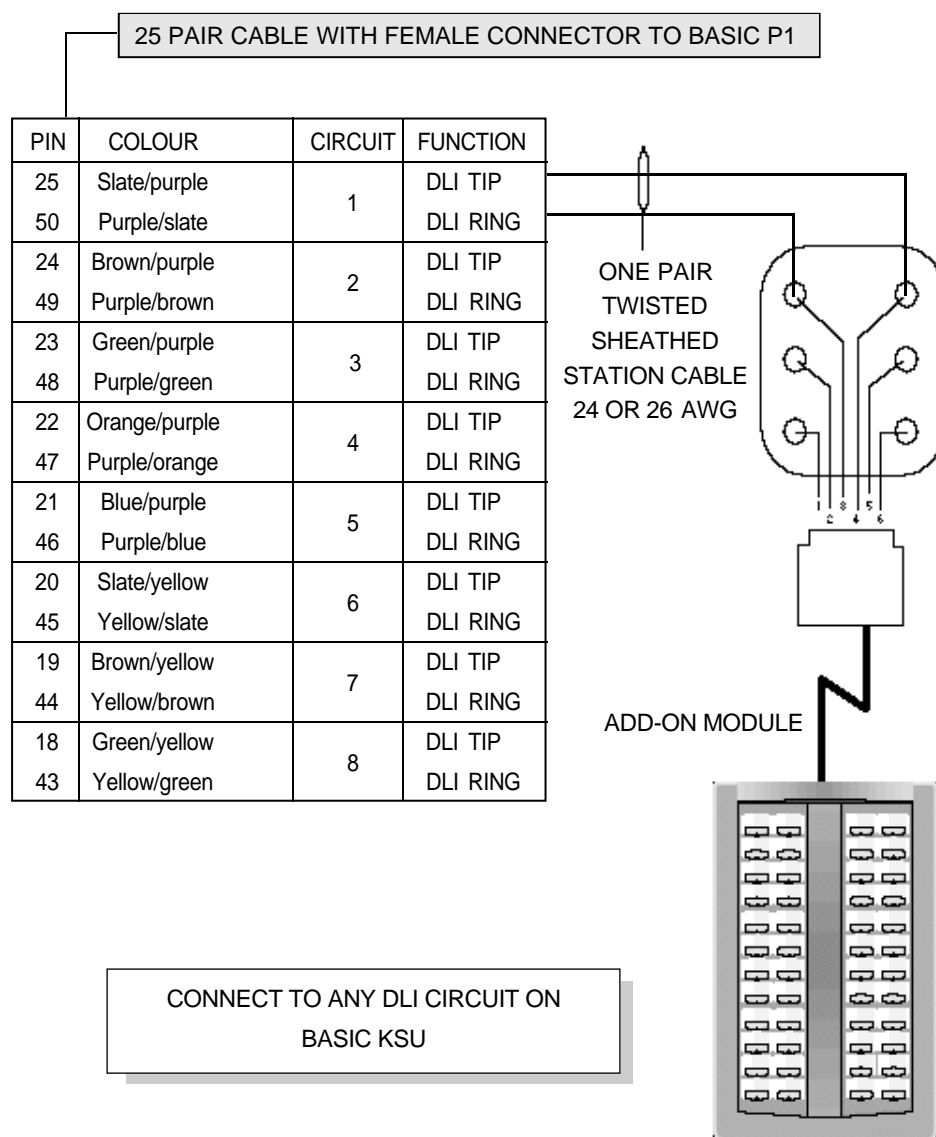 25 PAIR CABLE WITH FEMALE CONNECTOR TO BASIC P1
PIN COLOUR CIRCUIT FUNCTION
25 Slate/purple 1 DLI TIP
50 Purple/slate DLI RING
24 Brown/purple 2 DLI TIP
49 Purple/brown DLI RING
23 Green/purple 3 DLI TIP
48 Purple/green DLI RING
22 Orange/purple 4 DLI TIP
47 Purple/orange DLI RING
21 Blue/purple 5 DLI TIP
46 Purple/blue DLI RING
20 Slate/yellow 6 DLI TIP
45 Yellow/slate DLI RING
19 Brown/yellow 7 DLI TIP
44 Yellow/brown DLI RING
18 Green/yellow 8 DLI TIP
43 Yellow/green DLI RING
ONE PAIR
TWISTED
SHEATHED
STATION CABLE
24 OR 26 AWG
1 2 3 4 5 6
ADD-ON MODULE
CONNECT TO ANY DLI CIRCUIT ON
BASIC KSU